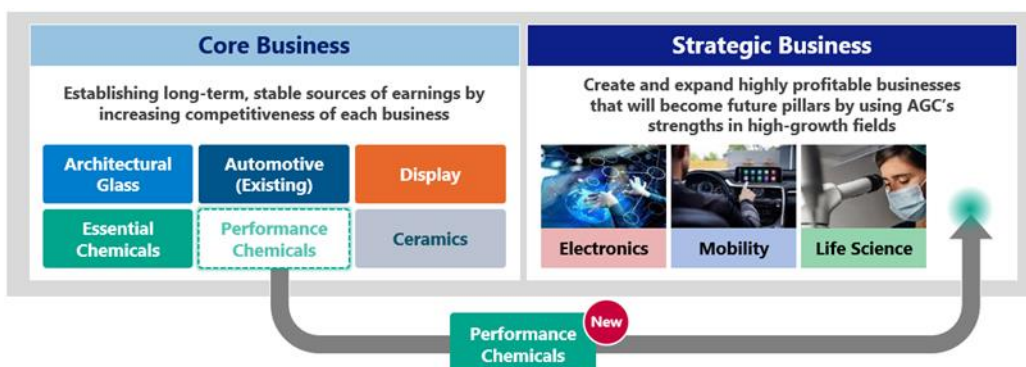 Core Business
Establishing long-term, stable sources of earnings by
increasing competitiveness of each business
Architectural
Glass
Automotive
(Existing)
Display
Essential
Chemicals
Performance
Chemicals
Ceramics
Strategic Business
Create and expand highly profitable businesses
that will become future pillars by using AGC's
strengths in high-growth fields
Electronics
Mobility
Life Science
Performance
Chemicals
New